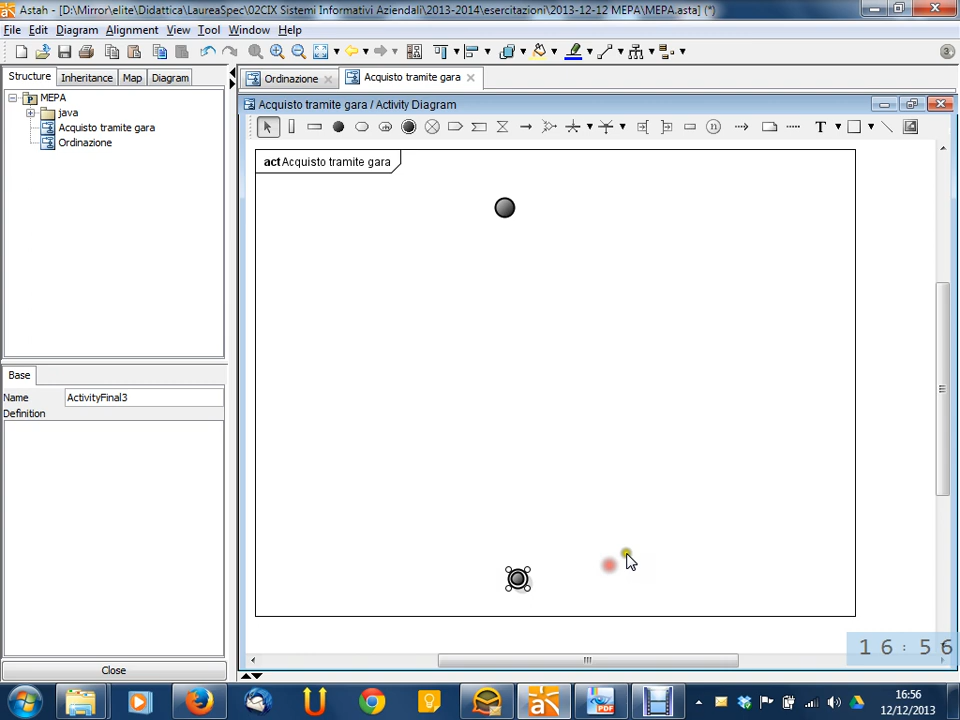 Astah - [D:\Mirror\elite\Didattica\LaureaSpec\02CIX Sistemi Informativi Aziendali\2013-2014\esercitazioni\2013-12-12 MEPA\MEPA.asta] (*)
File Edit Diagram Alignment View Tool Window Help
3
Structure Inheritance Map Diagram
Ordinazione Acquisto tramite gara
MEPA
java
Acquisto tramite gara
Ordinazione
Acquisto tramite gara / Activity Diagram
T
act Acquisto tramite gara
Base
Name ActivityFinal3
Definition
Close
16:56
16:56
12/12/2013
PDF